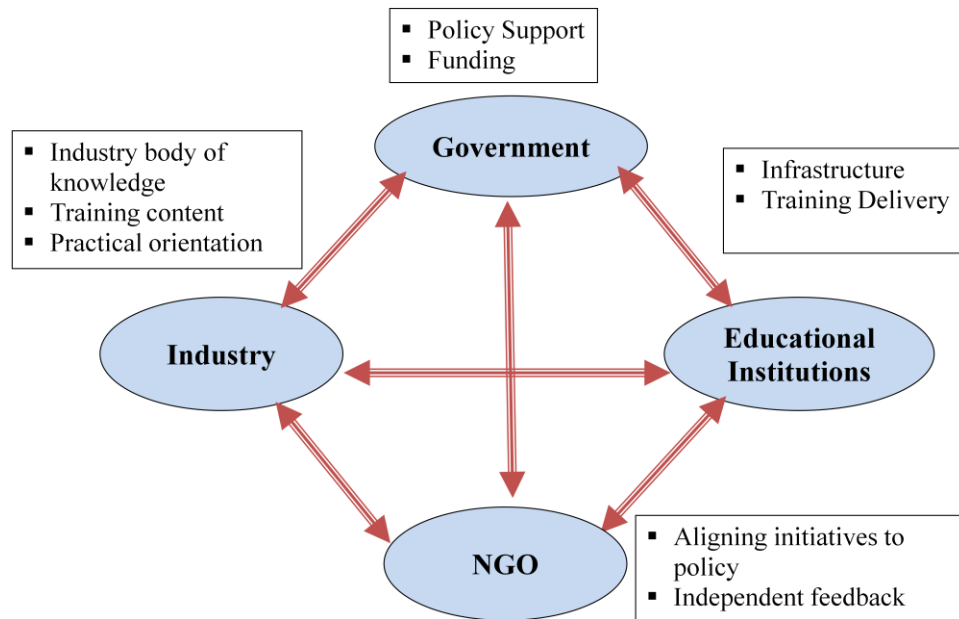 ▪ Policy Support
▪ Funding
Government
▪ Industry body of
knowledge
▪ Training content
▪ Practical orientation
▪ Infrastructure
▪ Training Delivery
Industry
Educational
Institutions
NGO
▪ Aligning initiatives to
policy
▪ Independent feedback